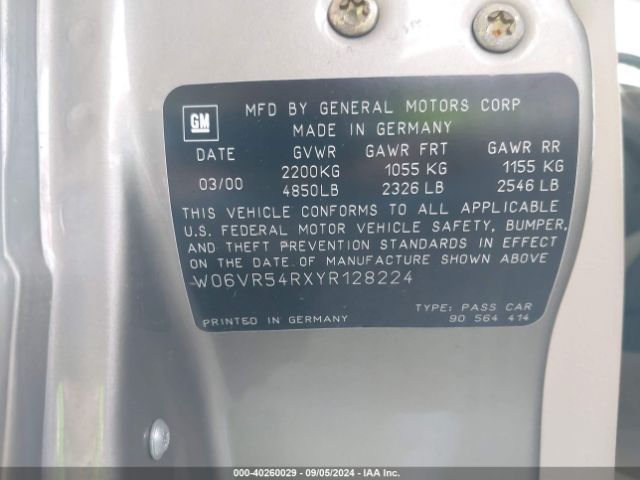 GM
MFD BY GENERAL MOTORS CORP
MADE IN GERMANY
DATE GVWR GAWR FRT GAWR RR
03/00 2200KG 1055 KG 1155 KG
4850LB 2326 LB 2546 LB
THIS VEHICLE CONFORMS TO ALL APPLICABLE
U.S. FEDERAL MOTOR VEHICLE SAFETY, BUMPER,
AND THEFT PREVENTION STANDARDS IN EFFECT
ON THE DATE OF MANUFACTURE SHOWN ABOVE
W06VR54RXYR128224
TYPE: PASS CAR
PRINTED IN GERMANY 90 564 414
000-40260029 - 09/05/2024 - IAA Inc.